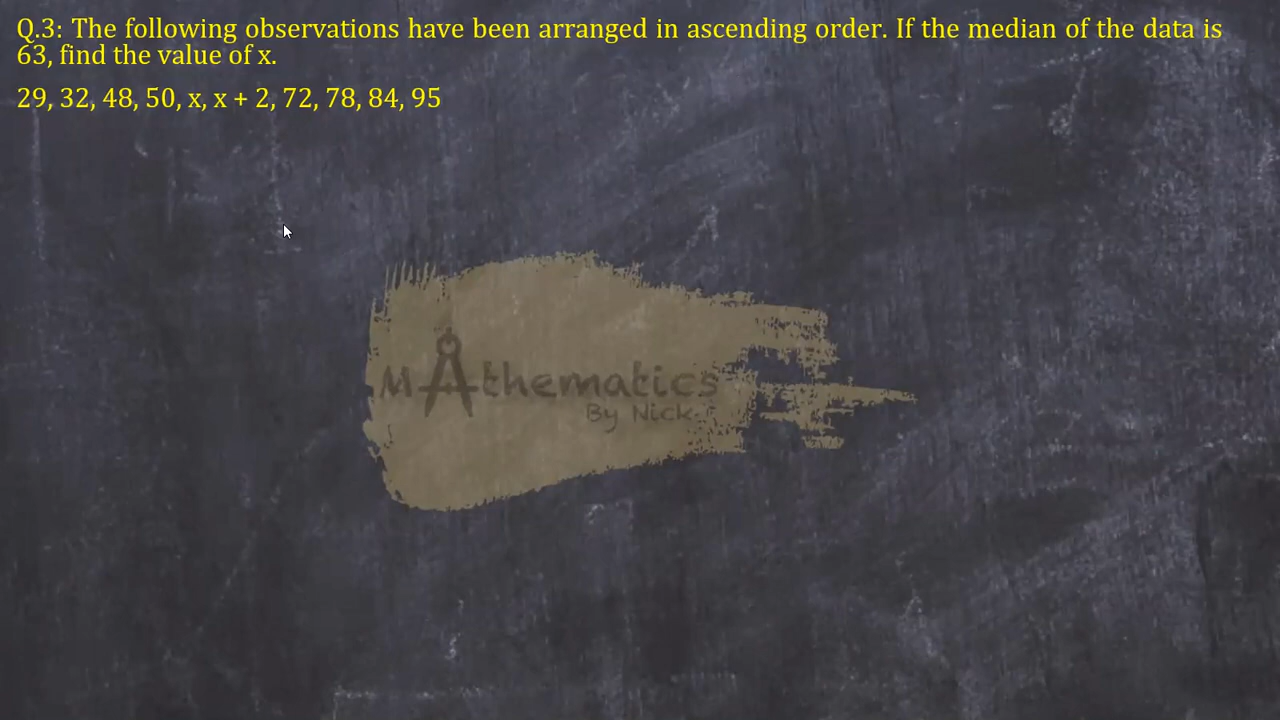 Q.3: The following observations have been arranged in ascending order. If the median of the data is
63, find the value of x.
29, 32, 48, 50, x, x + 2, 72, 78, 84, 95
MAthematics
By Nick